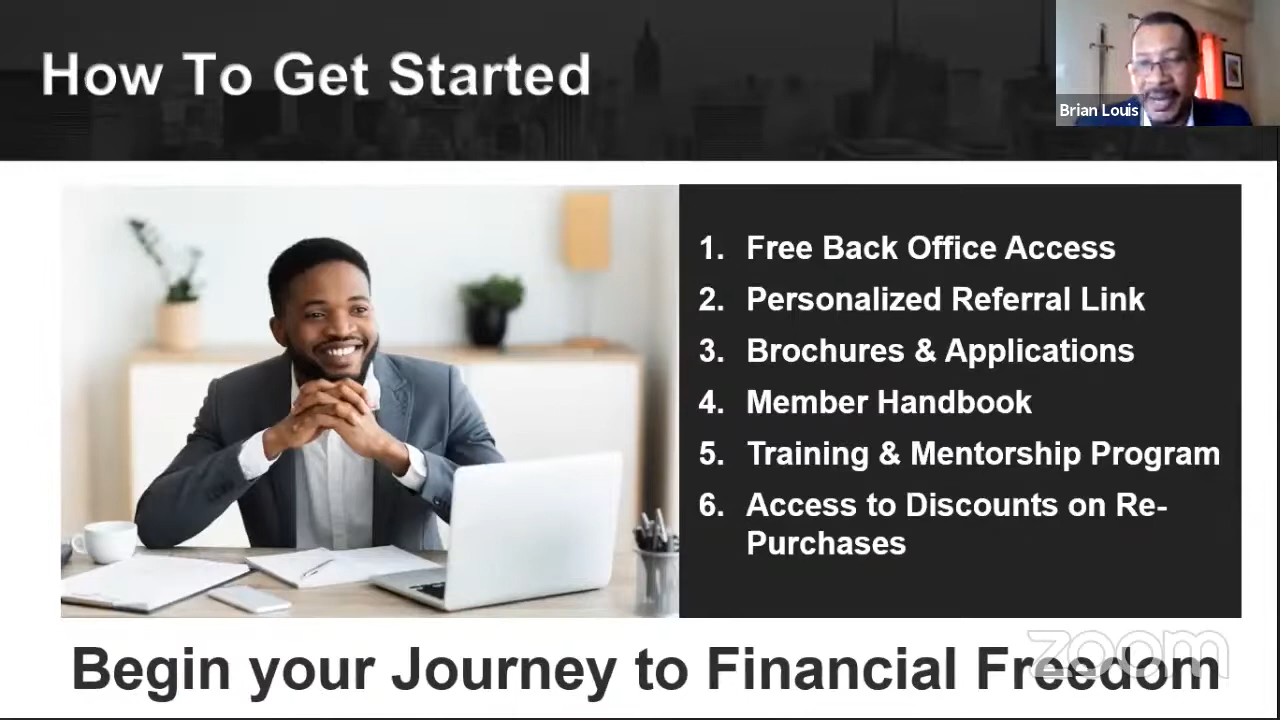 How To Get Started
Brian Louis
1. Free Back Office Access
2. Personalized Referral Link
3. Brochures & Applications
4. Member Handbook
5. Training & Mentorship Program
6. Access to Discounts on Re-
Purchases
zoom
Begin your Journey to Financial Freedom